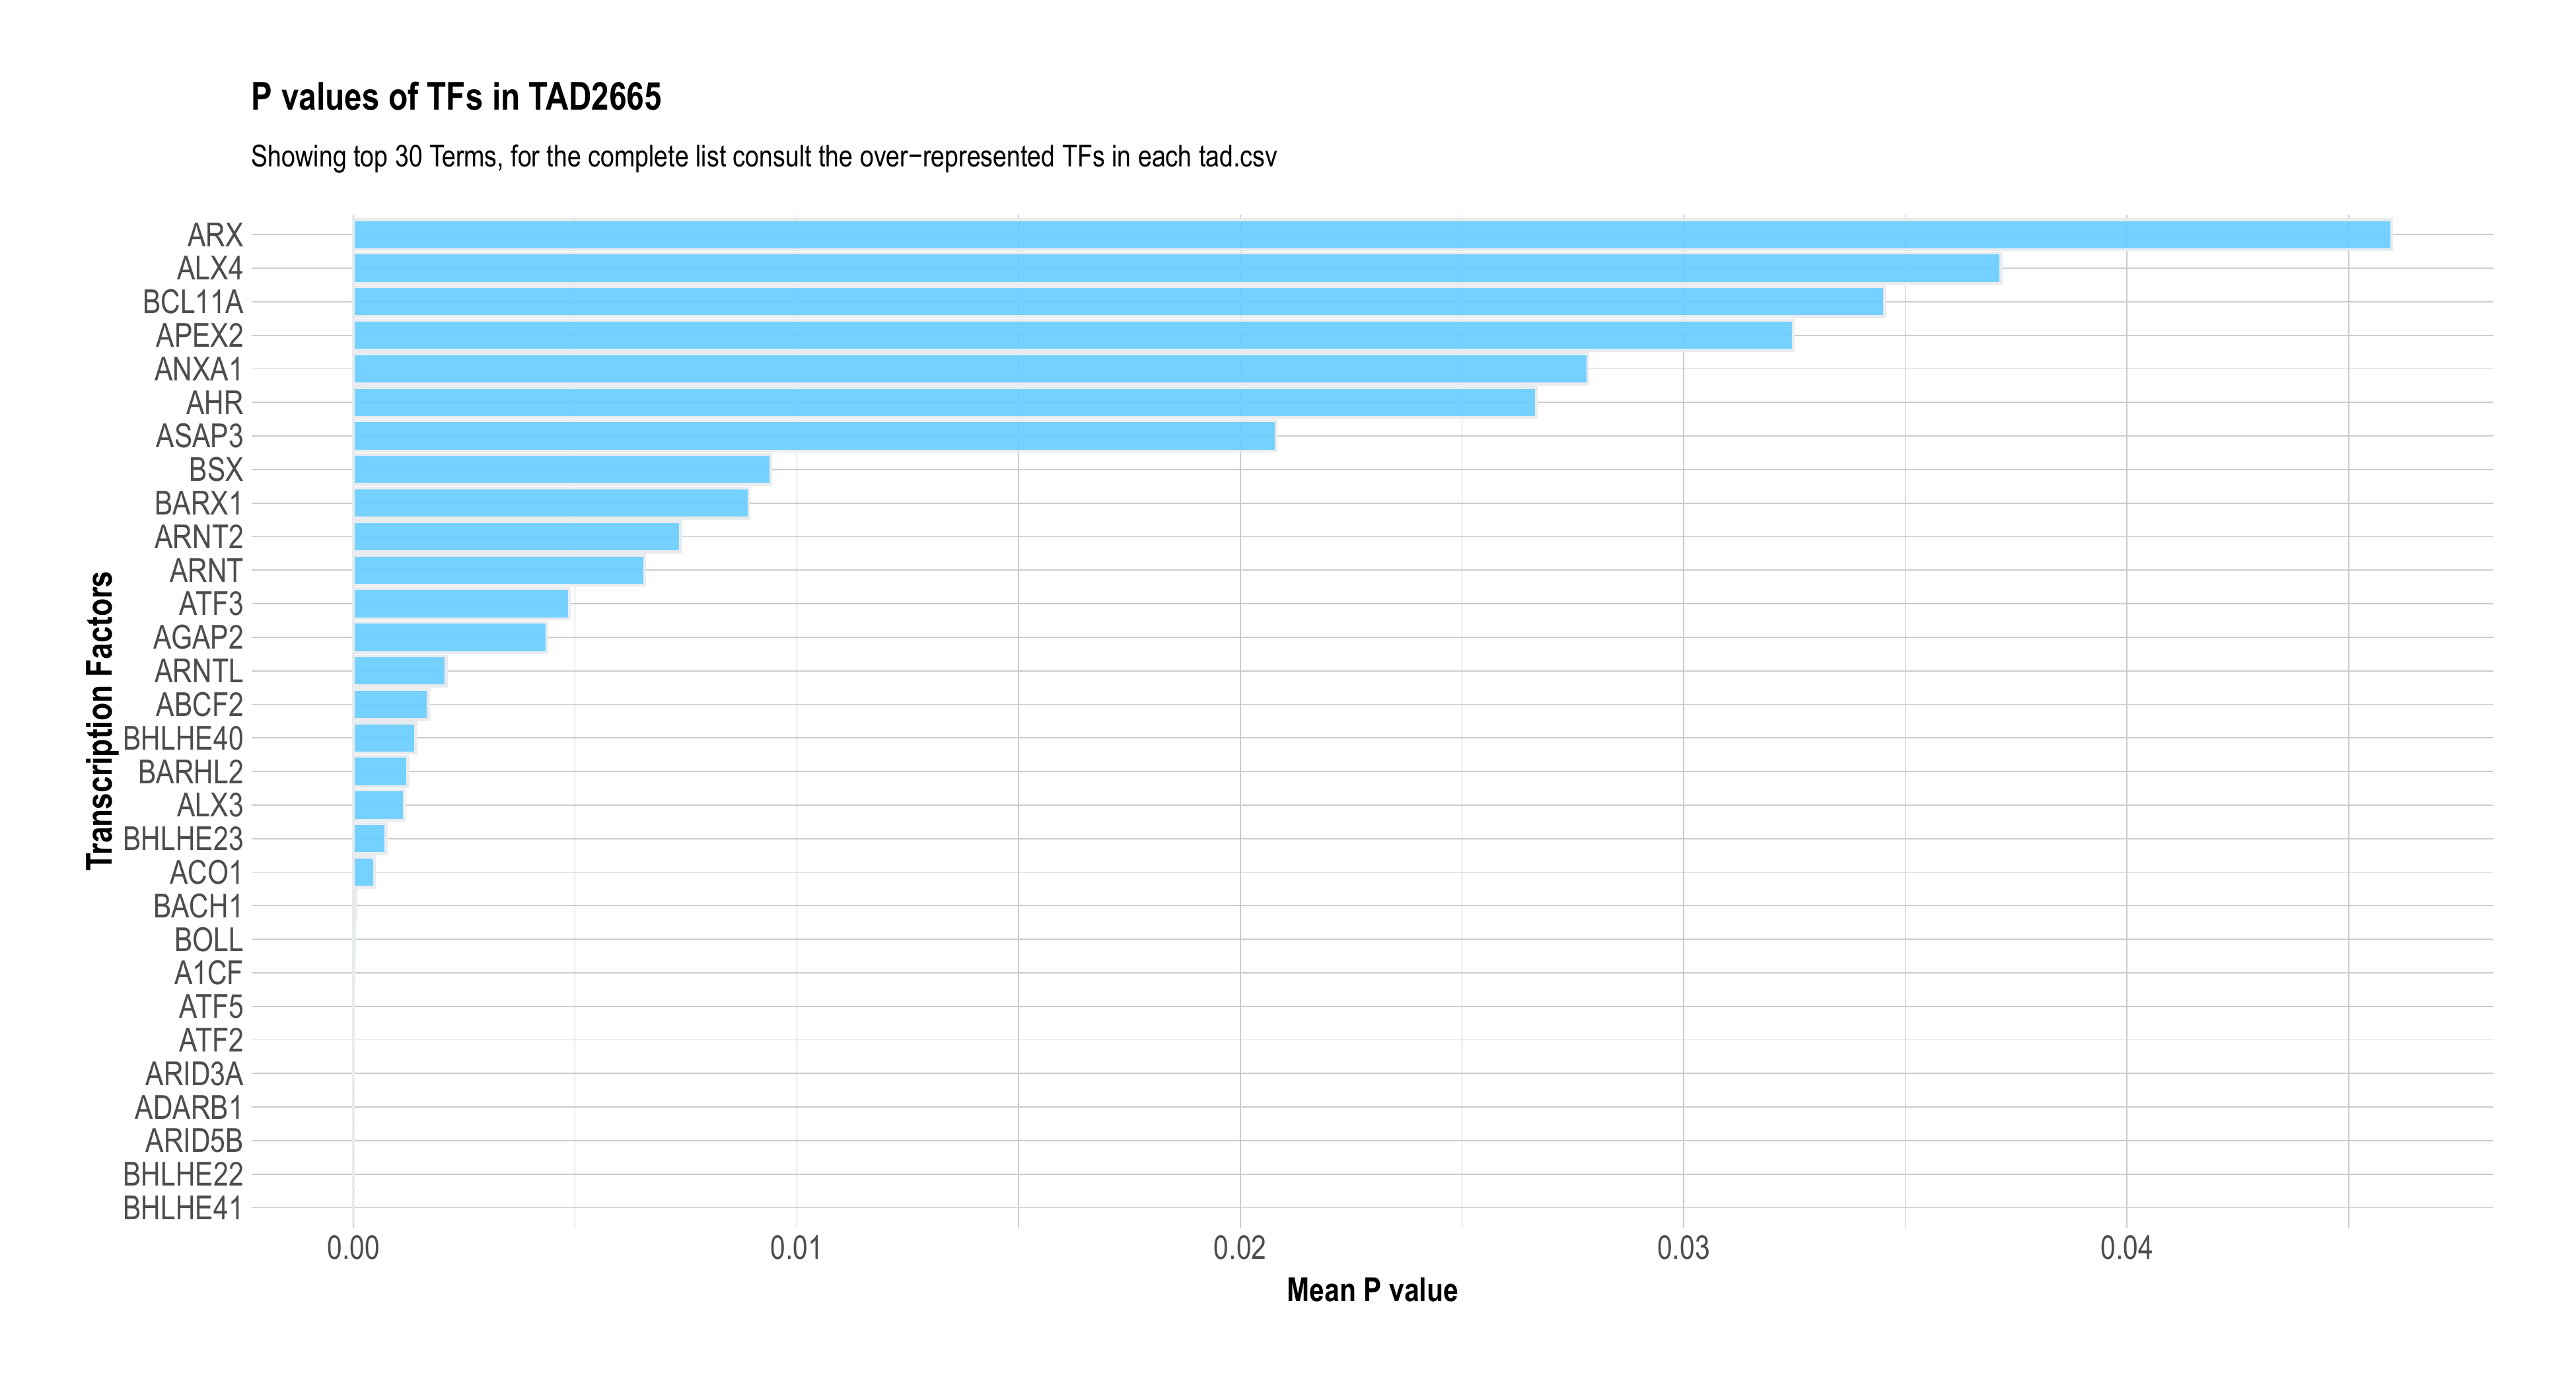 P values of TFs in TAD2665
Showing top 30 Terms, for the complete list consult the over−represented TFs in each tad.csv
Transcription Factors
ARX
ALX4
BCL11A
APEX2
ANXA1
AHR
ASAP3
BSX
BARX1
ARNT2
ARNT
ATF3
AGAP2
ARNTL
ABCF2
BHLHE40
BARHL2
ALX3
BHLHE23
ACO1
BACH1
BOLL
A1CF
ATF5
ATF2
ARID3A
ADARB1
ARID5B
BHLHE22
BHLHE41
0.00 0.01 0.02 0.03 0.04
Mean P value